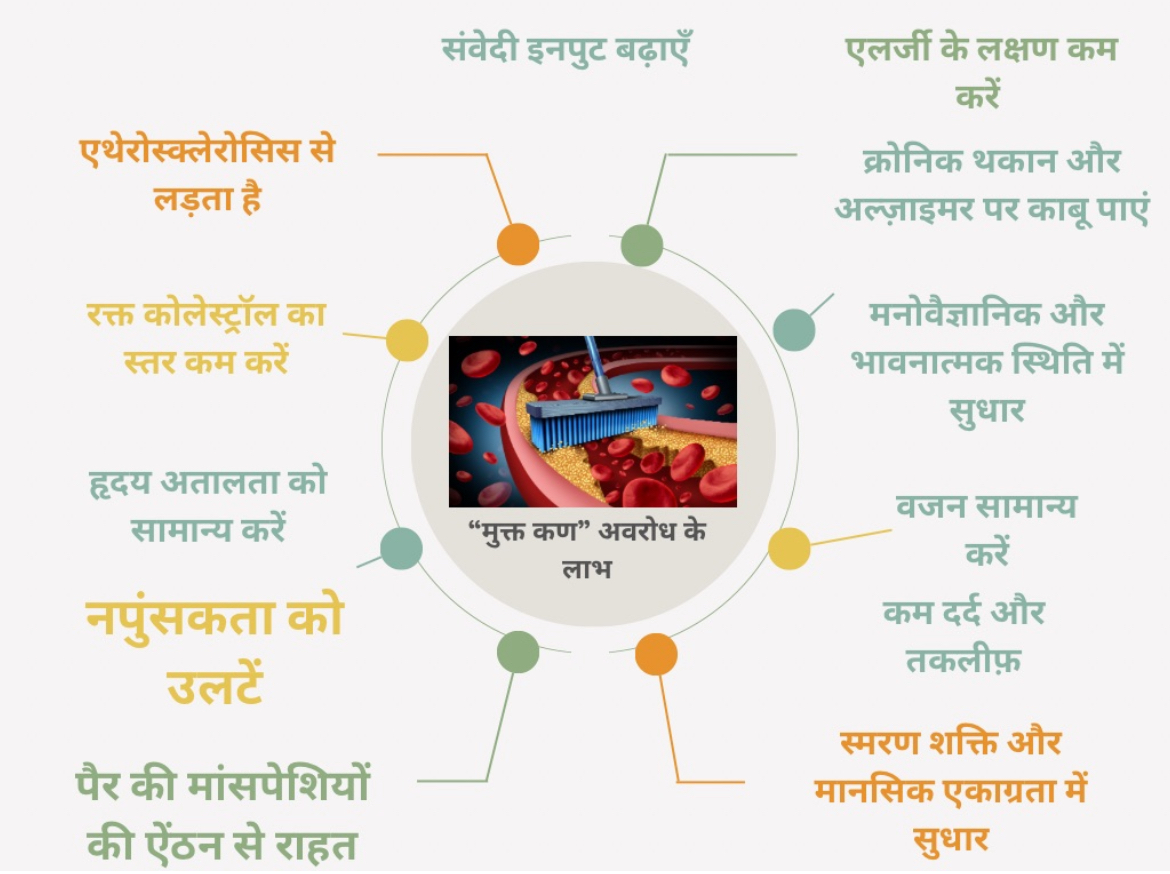 संवेदी इनपुट बढ़ाएँ
एलर्जी के लक्षण कम
करें
एथेरोस्क्लेरोसिस से
लड़ता है
क्रोनिक थकान और
अल्ज़ाइमर पर काबू पाएं
रक्त कोलेस्ट्रॉल का
स्तर कम करें
मनोवैज्ञानिक और
भावनात्मक स्थिति में
सुधार
हृदय अतालता को
सामान्य करें
“मुक्त कण” अवरोध के
लाभ
वजन सामान्य
करें
नपुंसकता को
उलटें
कम दर्द और
तकलीफ़
पैर की मांसपेशियों
की ऐंठन से राहत
स्मरण शक्ति और
मानसिक एकाग्रता में
सुधार